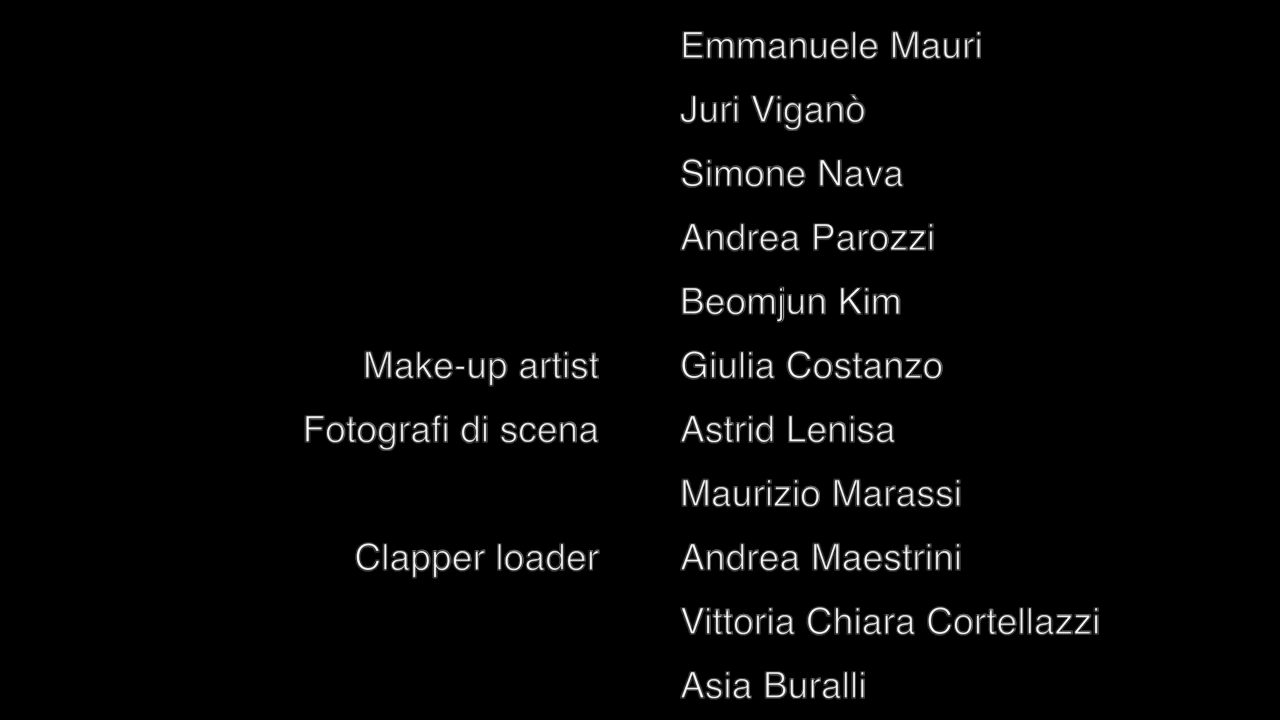 Emmanuele Mauri
Juri Viganò
Simone Nava
Andrea Parozzi
Beomjun Kim
Make-up artist Giulia Costanzo
Fotografi di scena Astrid Lenisa
Maurizio Marassi
Clapper loader Andrea Maestrini
Vittoria Chiara Cortellazzi
Asia Buralli